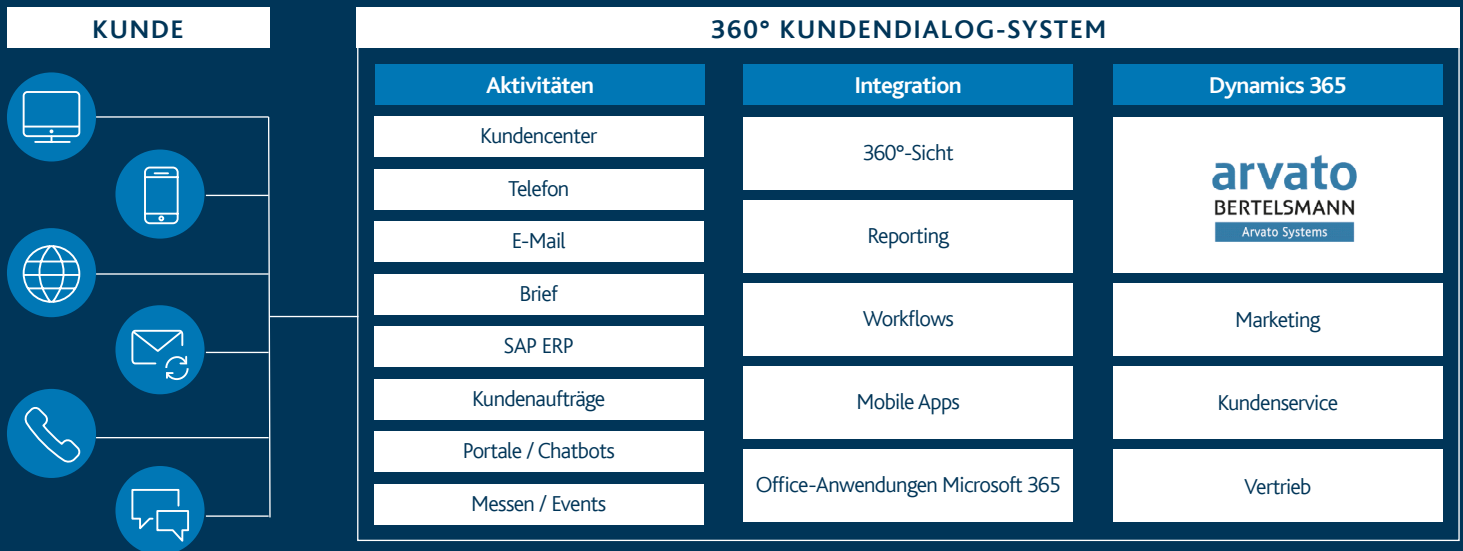 KUNDE
360° KUNDENDIALOG-SYSTEM
Aktivitäten
Kundencenter
Telefon
E-Mail
Brief
SAP ERP
Kundenaufträge
Portale / Chatbots
Messen / Events
Integration
360°-Sicht
Reporting
Workflows
Mobile Apps
Office-Anwendungen Microsoft 365
Dynamics 365
arvato
BERTELSMANN
Arvato Systems
Marketing
Kundenservice
Vertrieb